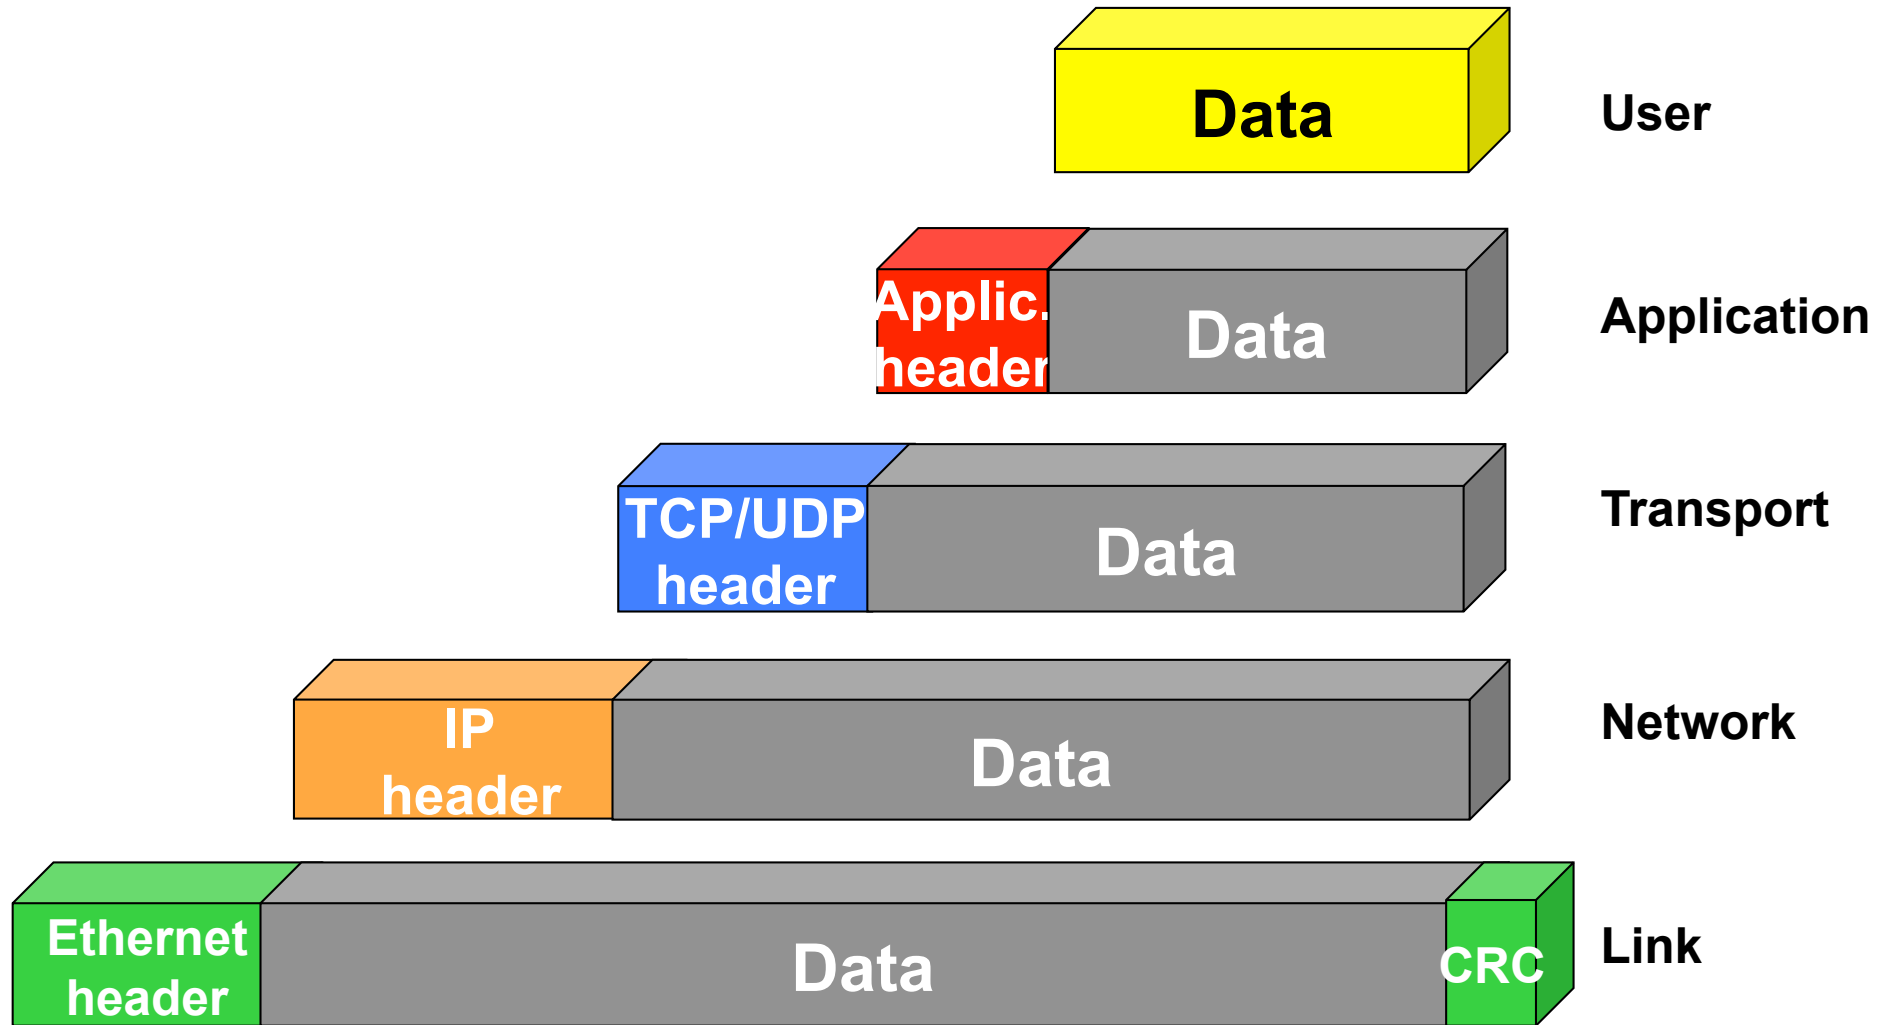 Data
User
Applic.
header
Data
Application
TCP/UDP
header
Data
Transport
IP
header
Data
Network
Ethernet
header
Data
CRC
Link